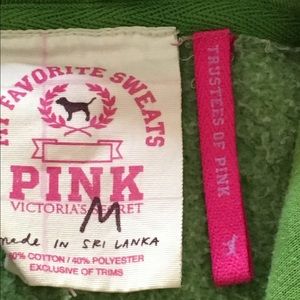 MY FAVORITE SWEATS
PINK
VICTORIA'S SECRET
M
made IN SRI LANKA
60% COTTON / 40% POLYESTER
EXCLUSIVE OF TRIMS
TRUSTEES OF PINK